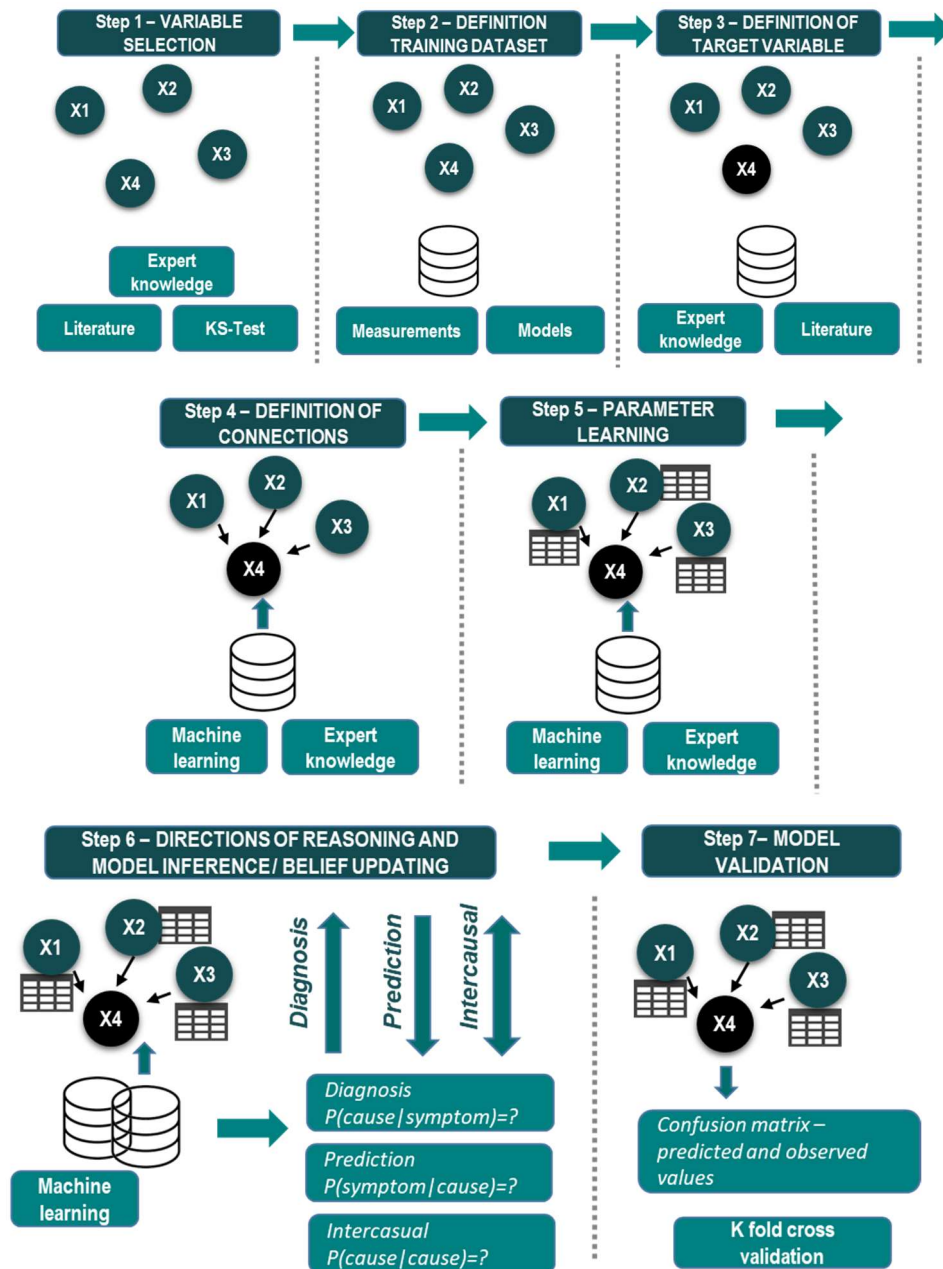 Step 1 – VARIABLE
SELECTION
X1
X2
X3
X4
Expert
knowledge
Literature
KS-Test
Step 2 – DEFINITION
TRAINING DATASET
X1
X2
X3
X4
Measurements
Models
Step 3 – DEFINITION OF
TARGET VARIABLE
X1
X2
X3
X4
Expert
knowledge
Literature
Step 4 – DEFINITION OF
CONNECTIONS
X1
X2
X3
X4
Machine
learning
Expert
knowledge
Step 5 – PARAMETER
LEARNING
X1
X2
X3
X4
Machine
learning
Expert
knowledge
Step 6 – DIRECTIONS OF REASONING AND
MODEL INFERENCE / BELIEF UPDATING
X1
X2
X3
X4
Machine
learning
Diagnosis
Prediction
Intercausal
Diagnosis
P(cause|symptom)=?
Prediction
P(symptom|cause)=?
Intercasual
P(cause|cause)=?
Step 7– MODEL
VALIDATION
X1
X2
X3
X4
Confusion matrix –
predicted and observed
values
K fold cross
validation